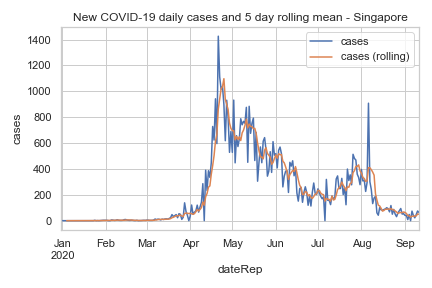 New COVID-19 daily cases and 5 day rolling mean - Singapore
cases
cases (rolling)
1400
1200
1000
800
600
400
200
0
cases
Jan Feb Mar Apr May Jun Jul Aug Sep
2020
dateRep